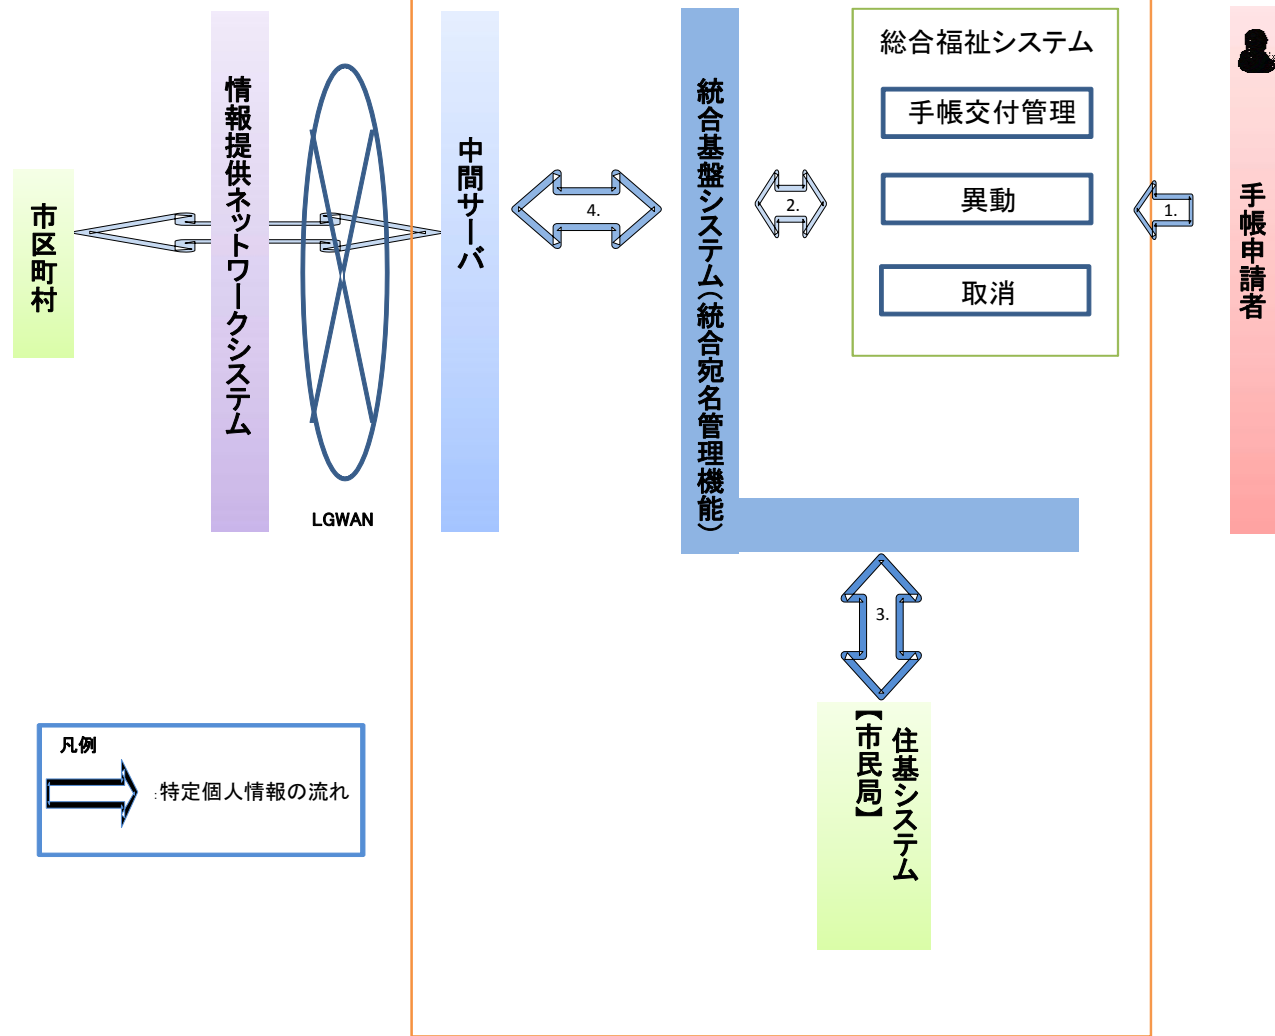 市区町村
情報提供ネットワークシステム
LGWAN
中間サーバ
4.
統合基盤システム(統合宛名管理機能)
2.
総合福祉システム
手帳交付管理
異動
取消
1.
手帳申請者
3.
住基システム
【市民局】
凡例
:特定個人情報の流れ